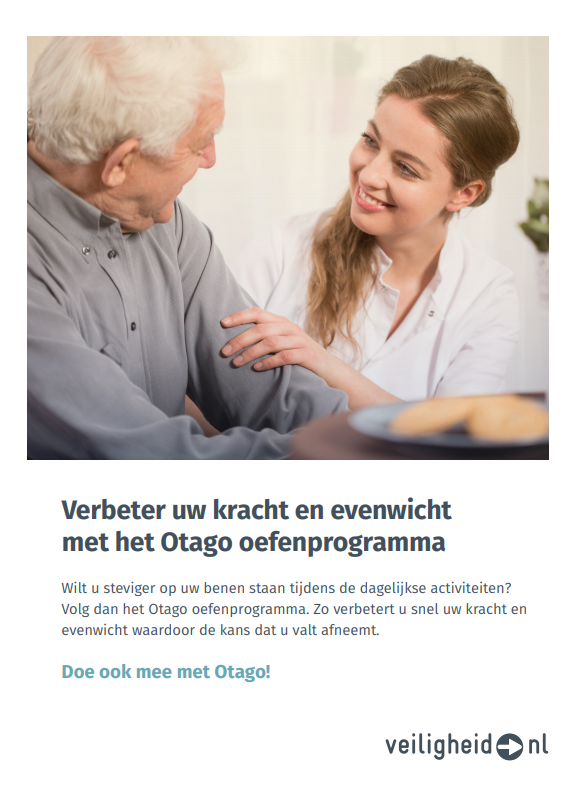 Verbeter uw kracht en evenwicht
met het Otago oefenprogramma
Wilt u steviger op uw benen staan tijdens de dagelijkse activiteiten?
Volg dan het Otago oefenprogramma. Zo verbetert u snel uw kracht en
evenwicht waardoor de kans dat u valt afneemt.
Doe ook mee met Otago!
veiligheid nl